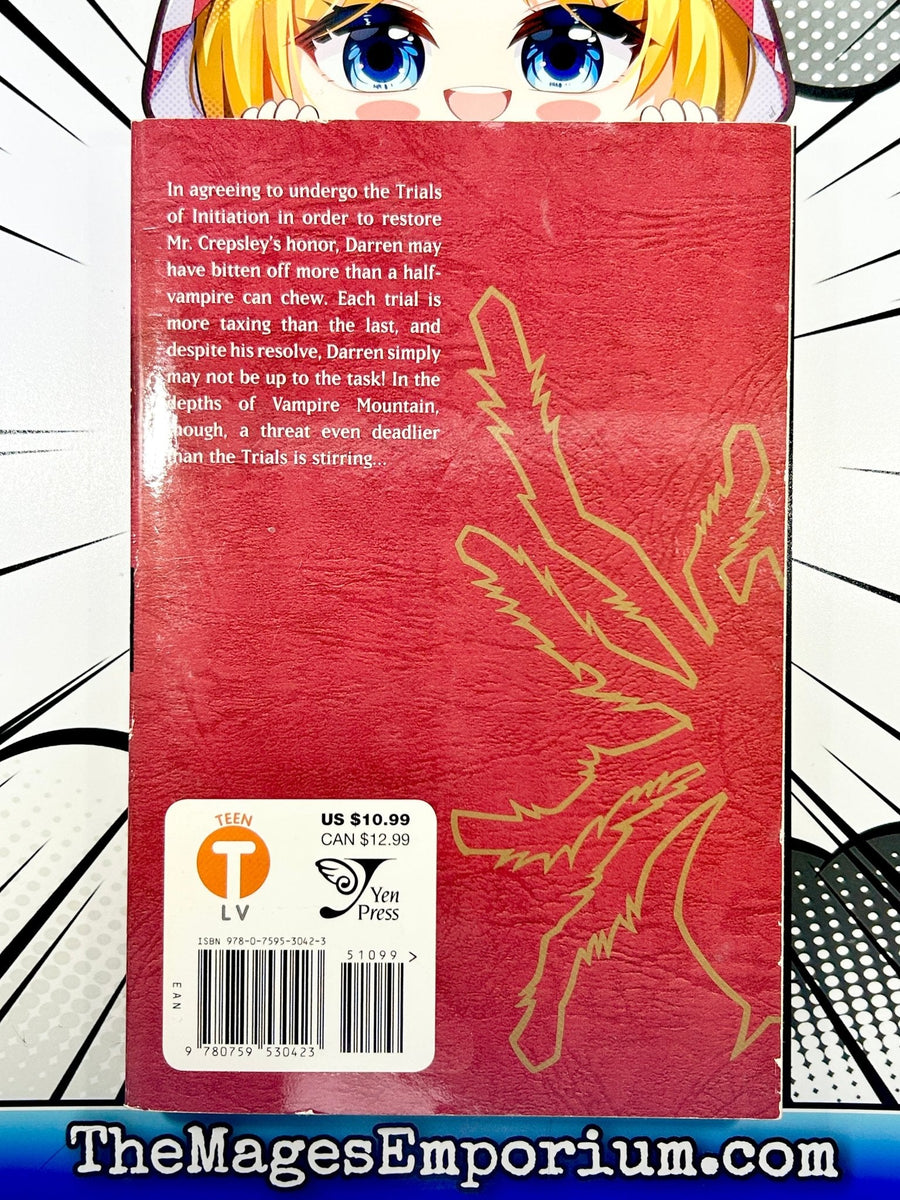 In agreeing to undergo the Trials
of Initiation in order to restore
Mr. Crepsley's honor, Darren may
have bitten off more than a half-
vampire can chew. Each trial is
more taxing than the last, and
despite his resolve, Darren simply
may not be up to the task! In the
depths of Vampire Mountain,
though, a threat even deadlier
than the Trials is stirring...
TEEN
T
LV
US $10.99
CAN $12.99
Yen
Press
ISBN 978-0-7595-3042-3
51099 >
EAN
9 780759 530423
TheMagesEmporium.com